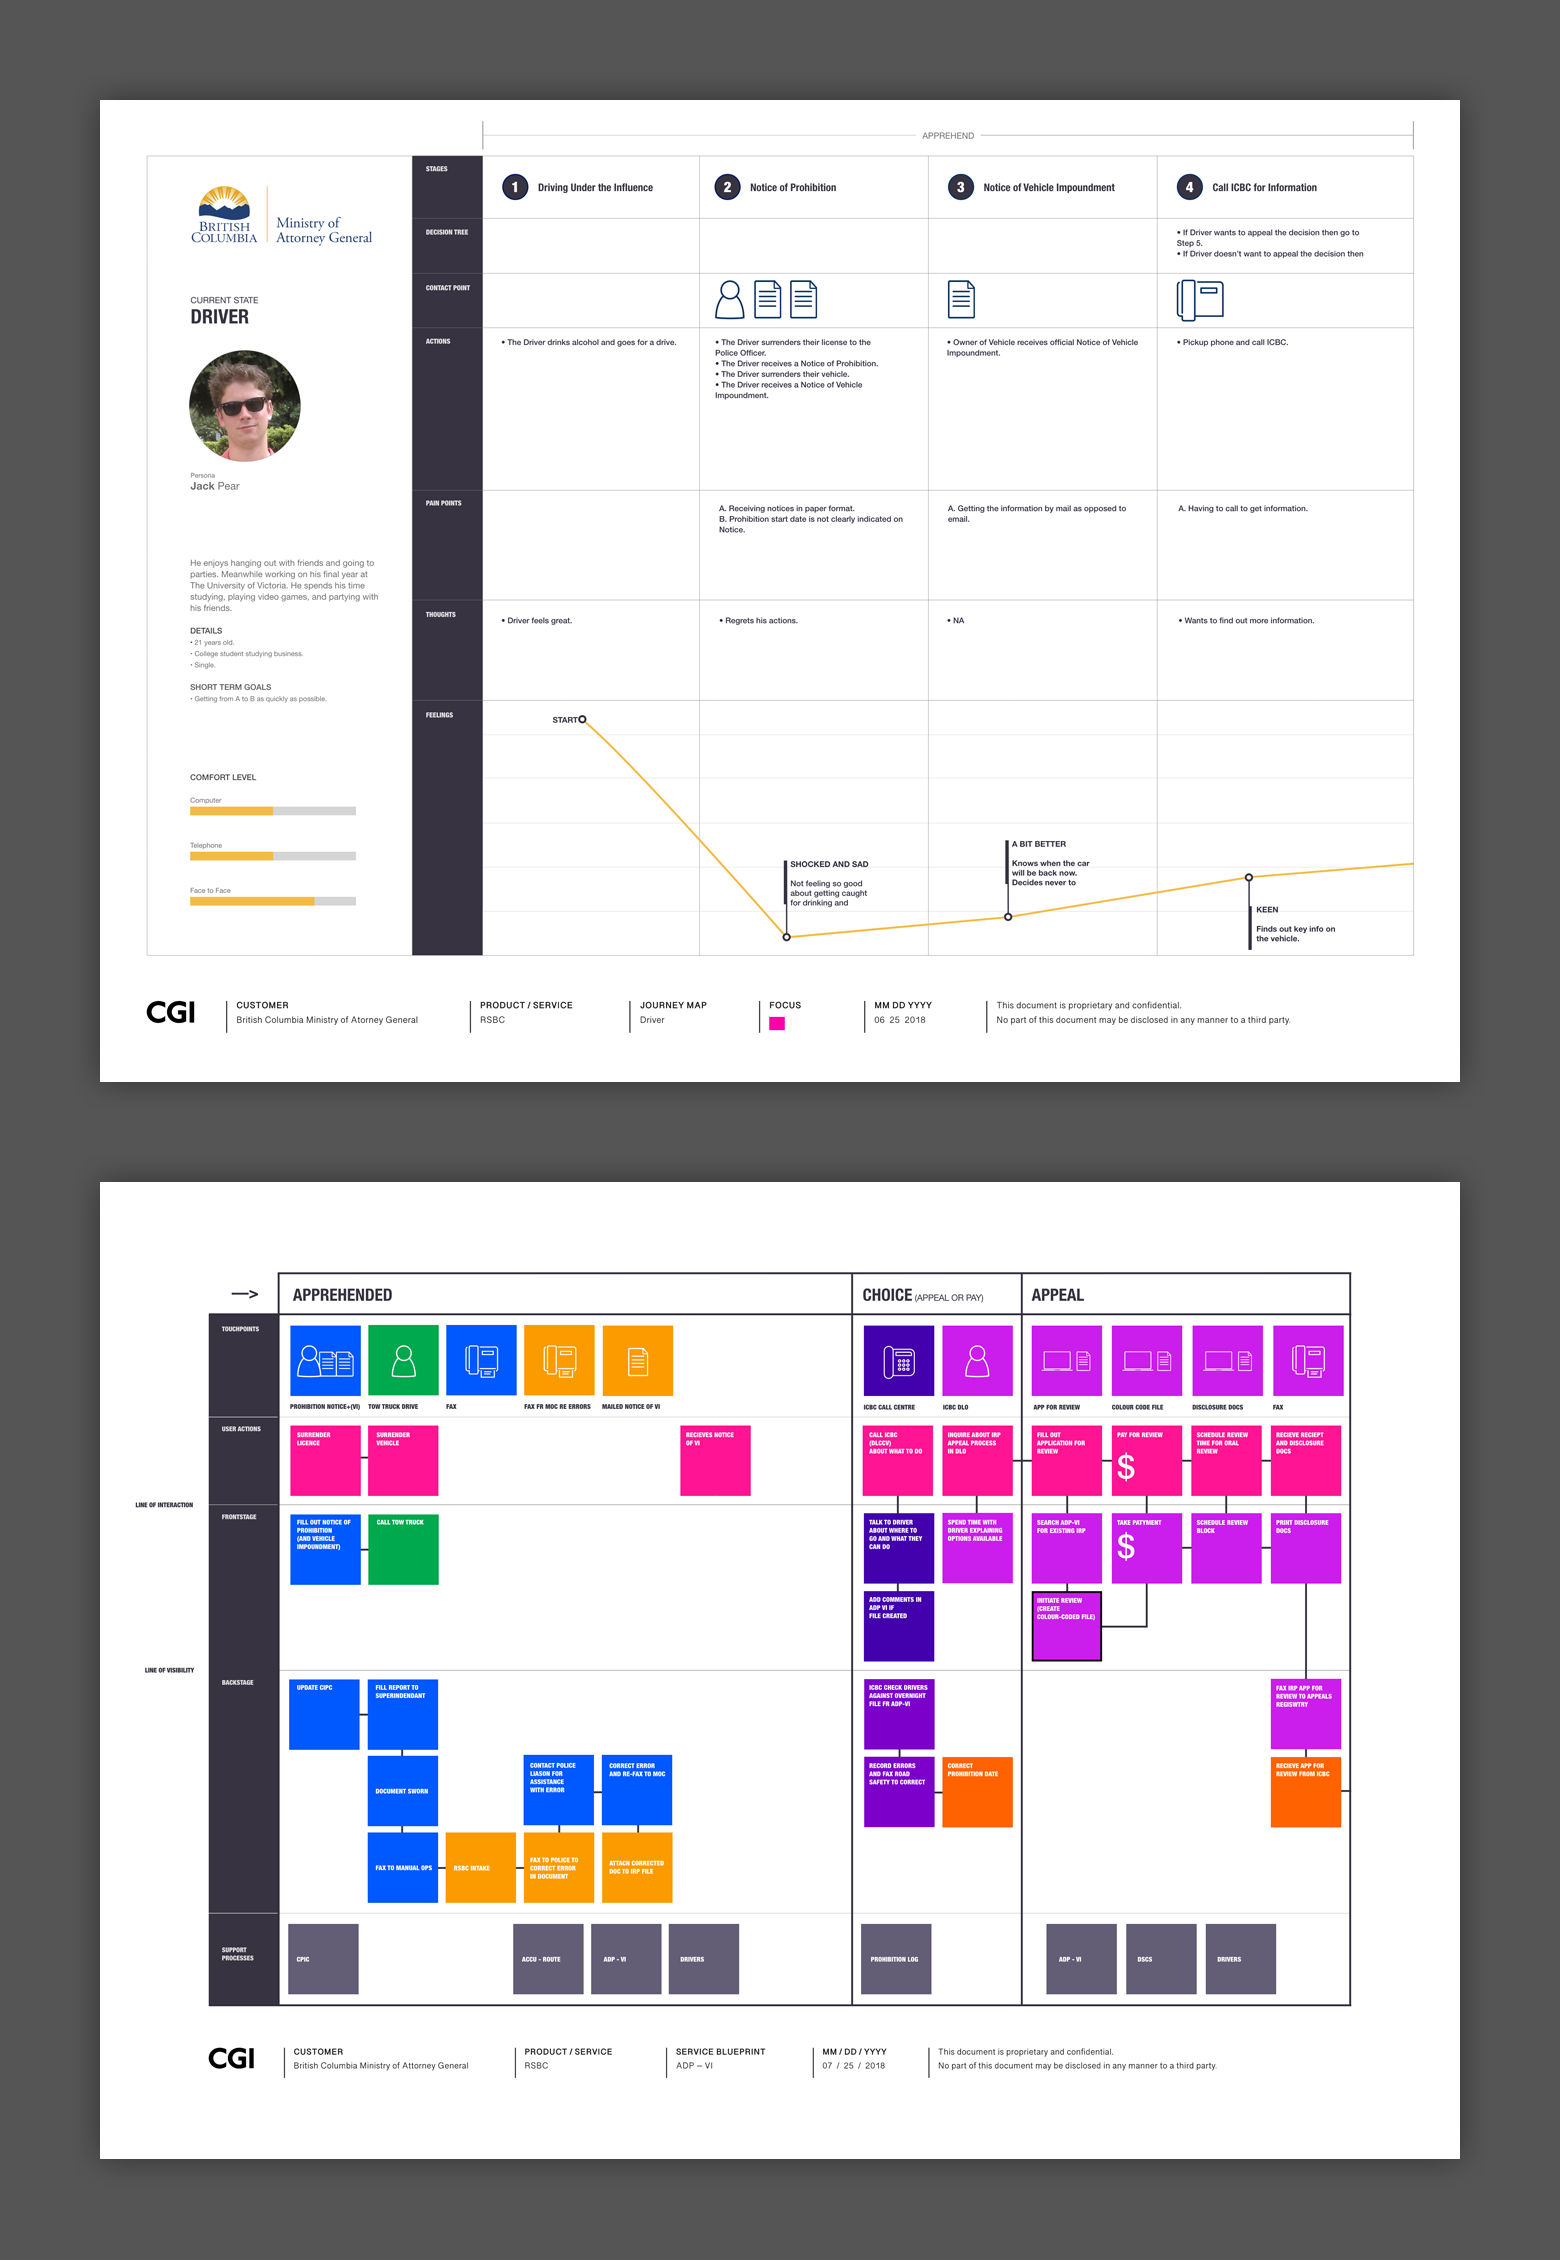 APPREHEND
BRITISH
COLUMBIA
Ministry of
Attorney General
CURRENT STATE
DRIVER
Persona
Jack Pear
He enjoys hanging out with friends and going to
parties. Meanwhile working on his final year at
The University of Victoria. He spends his time
studying, playing video games, and partying with
his friends.
DETAILS
• 21 years old.
• College student studying business.
• Single.
SHORT TERM GOALS
• Getting from A to B as quickly as possible.
COMFORT LEVEL
Computer
Telephone
Face to Face
STAGES
1 Driving Under the Influence
2 Notice of Prohibition
3 Notice of Vehicle Impoundment
4 Call ICBC for Information
DECISION TREE
• If Driver wants to appeal the decision then go to
Step 5.
• If Driver doesn't want to appeal the decision then
CONTACT POINT
ACTIONS
• The Driver drinks alcohol and goes for a drive.
• The Driver surrenders their license to the
Police Officer.
• The Driver receives a Notice of Prohibition.
• The Driver surrenders their vehicle.
• The Driver receives a Notice of Vehicle
Impoundment.
• Owner of Vehicle receives official Notice of Vehicle
Impoundment.
• Pickup phone and call ICBC.
PAIN POINTS
A. Receiving notices in paper format.
B. Prohibition start date is not clearly indicated on
Notice.
A. Getting the information by mail as opposed to
email.
A. Having to call to get information.
THOUGHTS
• Driver feels great.
• Regrets his actions.
• NA
• Wants to find out more information.
FEELINGS
START
SHOCKED AND SAD
Not feeling so good
about getting caught
for drinking and
A BIT BETTER
Knows when the car
will be back now.
Decides never to
KEEN
Finds out key info on
the vehicle.
CGI
CUSTOMER
British Columbia Ministry of Atorney General
PRODUCT / SERVICE
RSBC
JOURNEY MAP
Driver
FOCUS
MM DD YYYY
06 25 2018
This document is proprietary and confidential.
No part of this document may be disclosed in any manner to a third party.
—>
APPREHENDED
CHOICE (APPEAL OR PAY)
APPEAL
TOUCHPOINTS
PROHIBITION NOTICE+(VI)
TOW TRUCK DRIVE
FAX
FAX FR MOC RE ERRORS
MAILED NOTICE OF VI
ICBC CALL CENTRE
ICBC DLO
APP FOR REVIEW
COLOUR CODE FILE
DISCLOSURE DOCS
FAX
USER ACTIONS
SURRENDER
LICENCE
SURRENDER
VEHICLE
RECIEVES NOTICE
OF VI
CALL ICBC
(DLCCV)
ABOUT WHAT TO DO
INQUIRE ABOUT IRP
APPEAL PROCESS
IN DLO
FILL OUT
APPLICATION FOR
REVIEW
PAY FOR REVIEW
$
SCHEDULE REVIEW
TIME FOR ORAL
REVIEW
RECIEVE RECIEPT
AND DISCLOSURE
DOCS
LINE OF INTERACTION
FRONTSTAGE
FILL OUT NOTICE OF
PROHIBITION
(AND VEHICLE
IMPOUNDMENT)
CALL TOW TRUCK
TALK TO DRIVER
ABOUT WHERE TO
GO AND WHAT THEY
CAN DO
SPEND TIME WITH
DRIVER EXPLAINING
OPTIONS AVAILABLE
SEARCH ADP-VI
FOR EXISTING IRP
TAKE PATYMENT
$
SCHEDULE REVIEW
BLOCK
PRINT DISCLOSURE
DOCS
ADD COMMENTS IN
ADP VI IF
FILE CREATED
INITIATE REVIEW
(CREATE
COLOUR-CODED FILE)
LINE OF VISIBILITY
BACKSTAGE
UPDATE CIPC
FILL REPORT TO
SUPERINDENDANT
ICBC CHECK DRIVERS
AGAINST OVERNIGHT
FILE FR ADP-VI
FAX IRP APP FOR
REVIEW TO APPEALS
REGISWTRY
DOCUMENT SWORN
CONTACT POLICE
LIASON FOR
ASSISTANCE
WITH ERROR
CORRECT ERROR
AND RE-FAX TO MOC
RECORD ERRORS
AND FAX ROAD
SAFETY TO CORRECT
CORRECT
PROHIBITION DATE
RECIEVE APP FOR
REVIEW FROM ICBC
FAX TO MANUAL OPS
RSBC INTAKE
FAX TO POLICE TO
CORRECT ERROR
IN DOCUMENT
ATTACH CORRECTED
DOC TO IRP FILE
SUPPORT
PROCESSES
CPIC
ACCU - ROUTE
ADP - VI
DRIVERS
PROHIBITION LOG
ADP - VI
DSCS
DRIVERS
CGI
CUSTOMER
British Columbia Ministry of Attorney General
PRODUCT / SERVICE
RSBC
SERVICE BLUEPRINT
ADP – VI
MM / DD / YYYY
07 / 25 / 2018
This document is proprietary and confidential.
No part of this document may be disclosed in any manner to a third party.